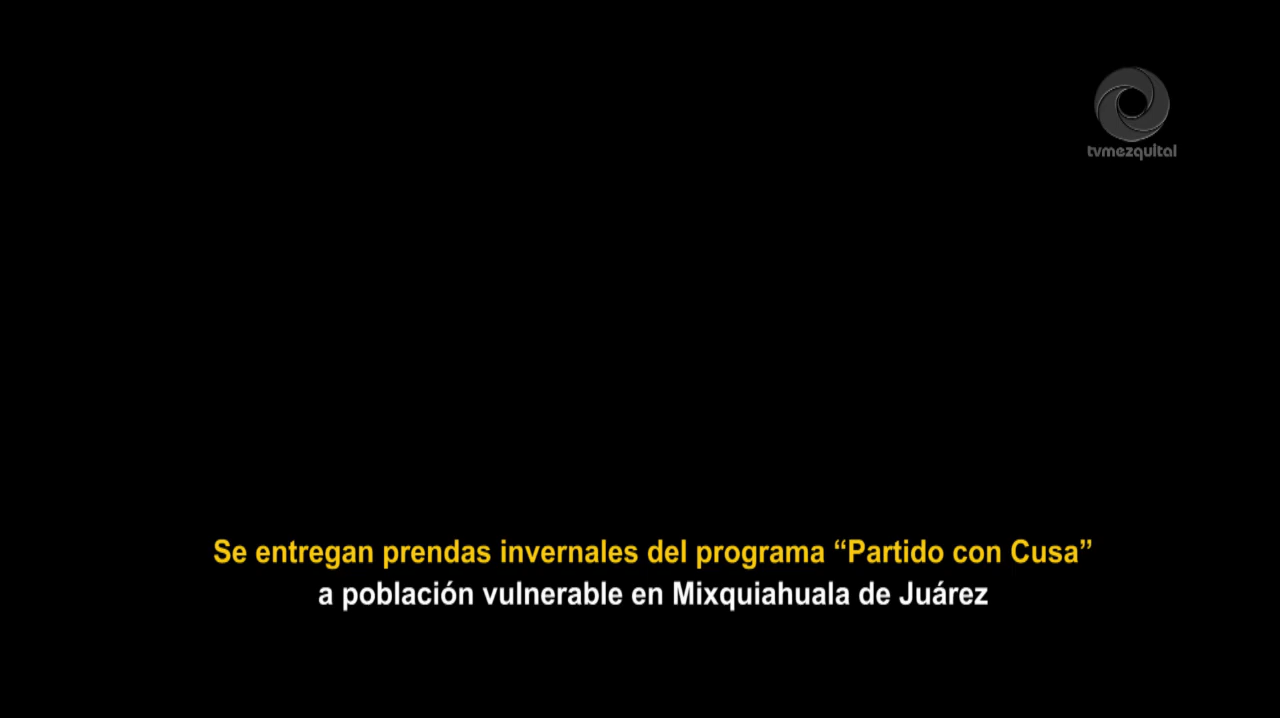 tvmezquital
Se entregan prendas invernales del programa “Partido con Cusa”
a población vulnerable en Mixquiahuala de Juárez